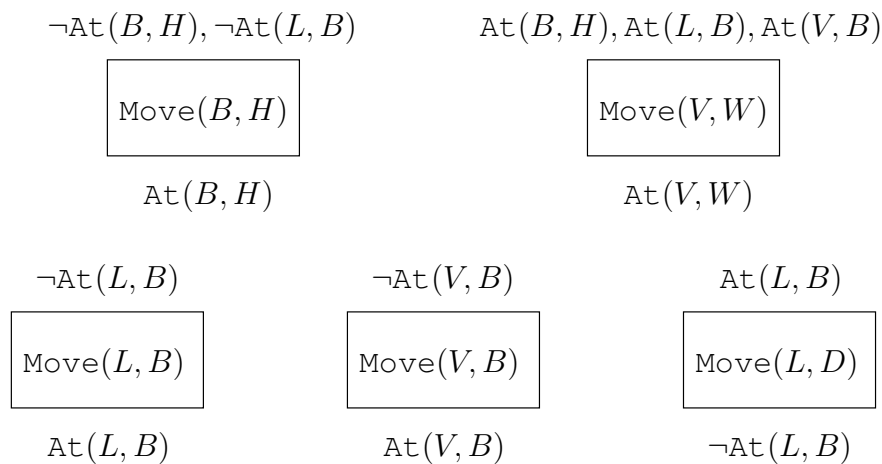 ¬At(B, H), ¬At(L, B) At(B, H), At(L, B), At(V, B)
Move(B, H) Move(V, W)
At(B, H) At(V, W)
¬At(L, B) ¬At(V, B) At(L, B)
Move(L, B) Move(V, B) Move(L, D)
At(L, B) At(V, B) ¬At(L, B)